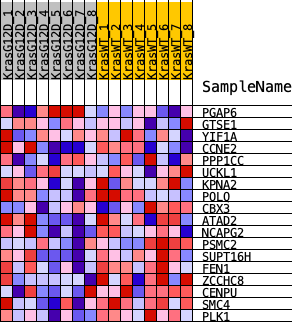 KrasG12D_1
KrasG12D_2
KrasG12D_3
KrasG12D_4
KrasG12D_5
KrasG12D_6
KrasG12D_7
KrasG12D_8
KrasWT_1
KrasWT_2
KrasWT_3
KrasWT_4
KrasWT_5
KrasWT_6
KrasWT_7
KrasWT_8
SampleName
PGAP6
GTSE1
YIF1A
CCNE2
PPP1CC
UCKL1
KPNA2
POLQ
CBX3
ATAD2
NCAPG2
PSMC2
SUPT16H
FEN1
ZCCHC8
CENPU
SMC4
PLK1